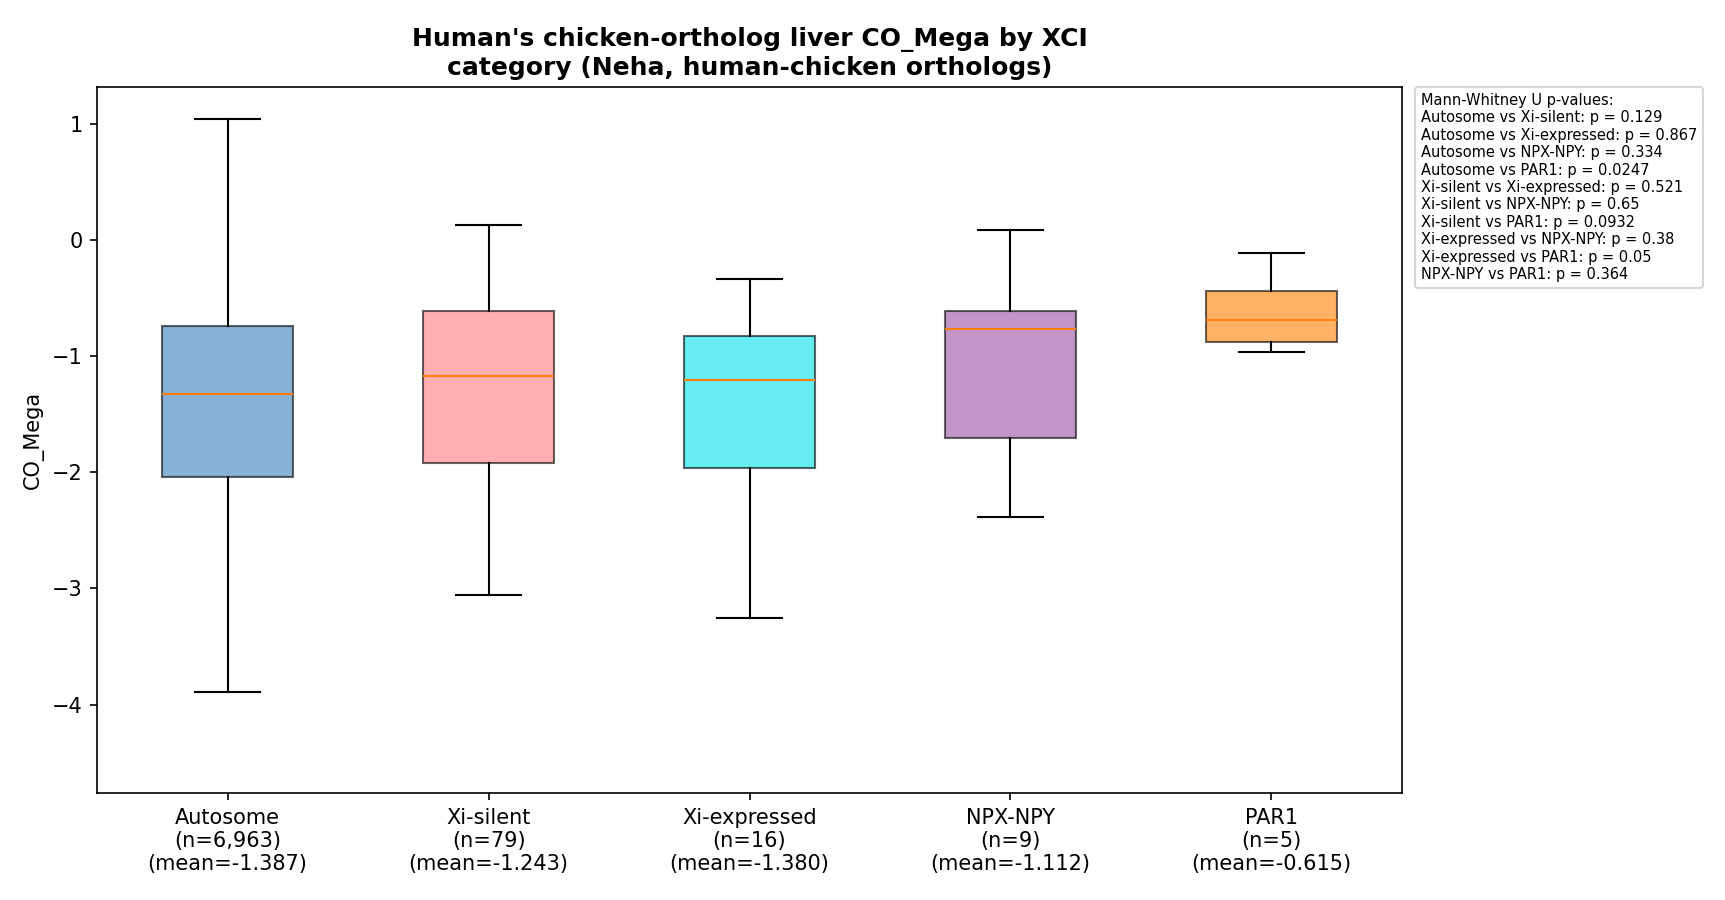 Human's chicken-ortholog liver CO_Mega by XCI
category (Neha, human-chicken orthologs)
Mann-Whitney U p-values:
Autosome vs Xi-silent: p = 0.129
Autosome vs Xi-expressed: p = 0.867
Autosome vs NPX-NPY: p = 0.334
Autosome vs PAR1: p = 0.0247
Xi-silent vs Xi-expressed: p = 0.521
Xi-silent vs NPX-NPY: p = 0.65
Xi-silent vs PAR1: p = 0.0932
Xi-expressed vs NPX-NPY: p = 0.38
Xi-expressed vs PAR1: p = 0.05
NPX-NPY vs PAR1: p = 0.364
CO_Mega
1
0
−1
−2
−3
−4
Autosome
(n=6,963)
(mean=-1.387)
Xi-silent
(n=79)
(mean=-1.243)
Xi-expressed
(n=16)
(mean=-1.380)
NPX-NPY
(n=9)
(mean=-1.112)
PAR1
(n=5)
(mean=-0.615)